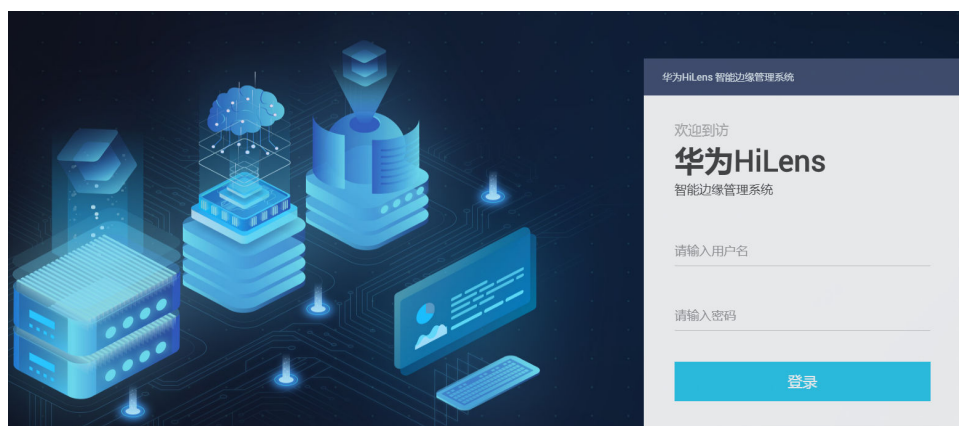 华为HiLens 智能边缘管理系统
欢迎到访
华为HiLens
智能边缘管理系统
请输入用户名
请输入密码
登录